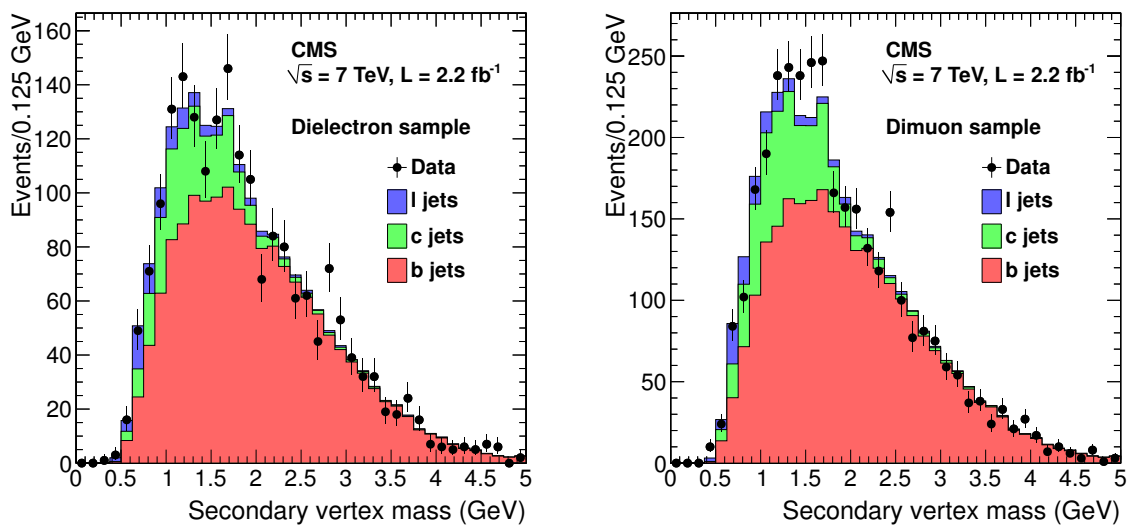 Events/0.125 GeV
160
140
120
100
80
60
40
20
0
CMS
√s = 7 TeV, L = 2.2 fb⁻¹
Dielectron sample
Data
l jets
c jets
b jets
0 0.5 1 1.5 2 2.5 3 3.5 4 4.5 5
Secondary vertex mass (GeV)
Events/0.125 GeV
250
200
150
100
50
0
CMS
√s = 7 TeV, L = 2.2 fb⁻¹
Dimuon sample
Data
l jets
c jets
b jets
0 0.5 1 1.5 2 2.5 3 3.5 4 4.5 5
Secondary vertex mass (GeV)